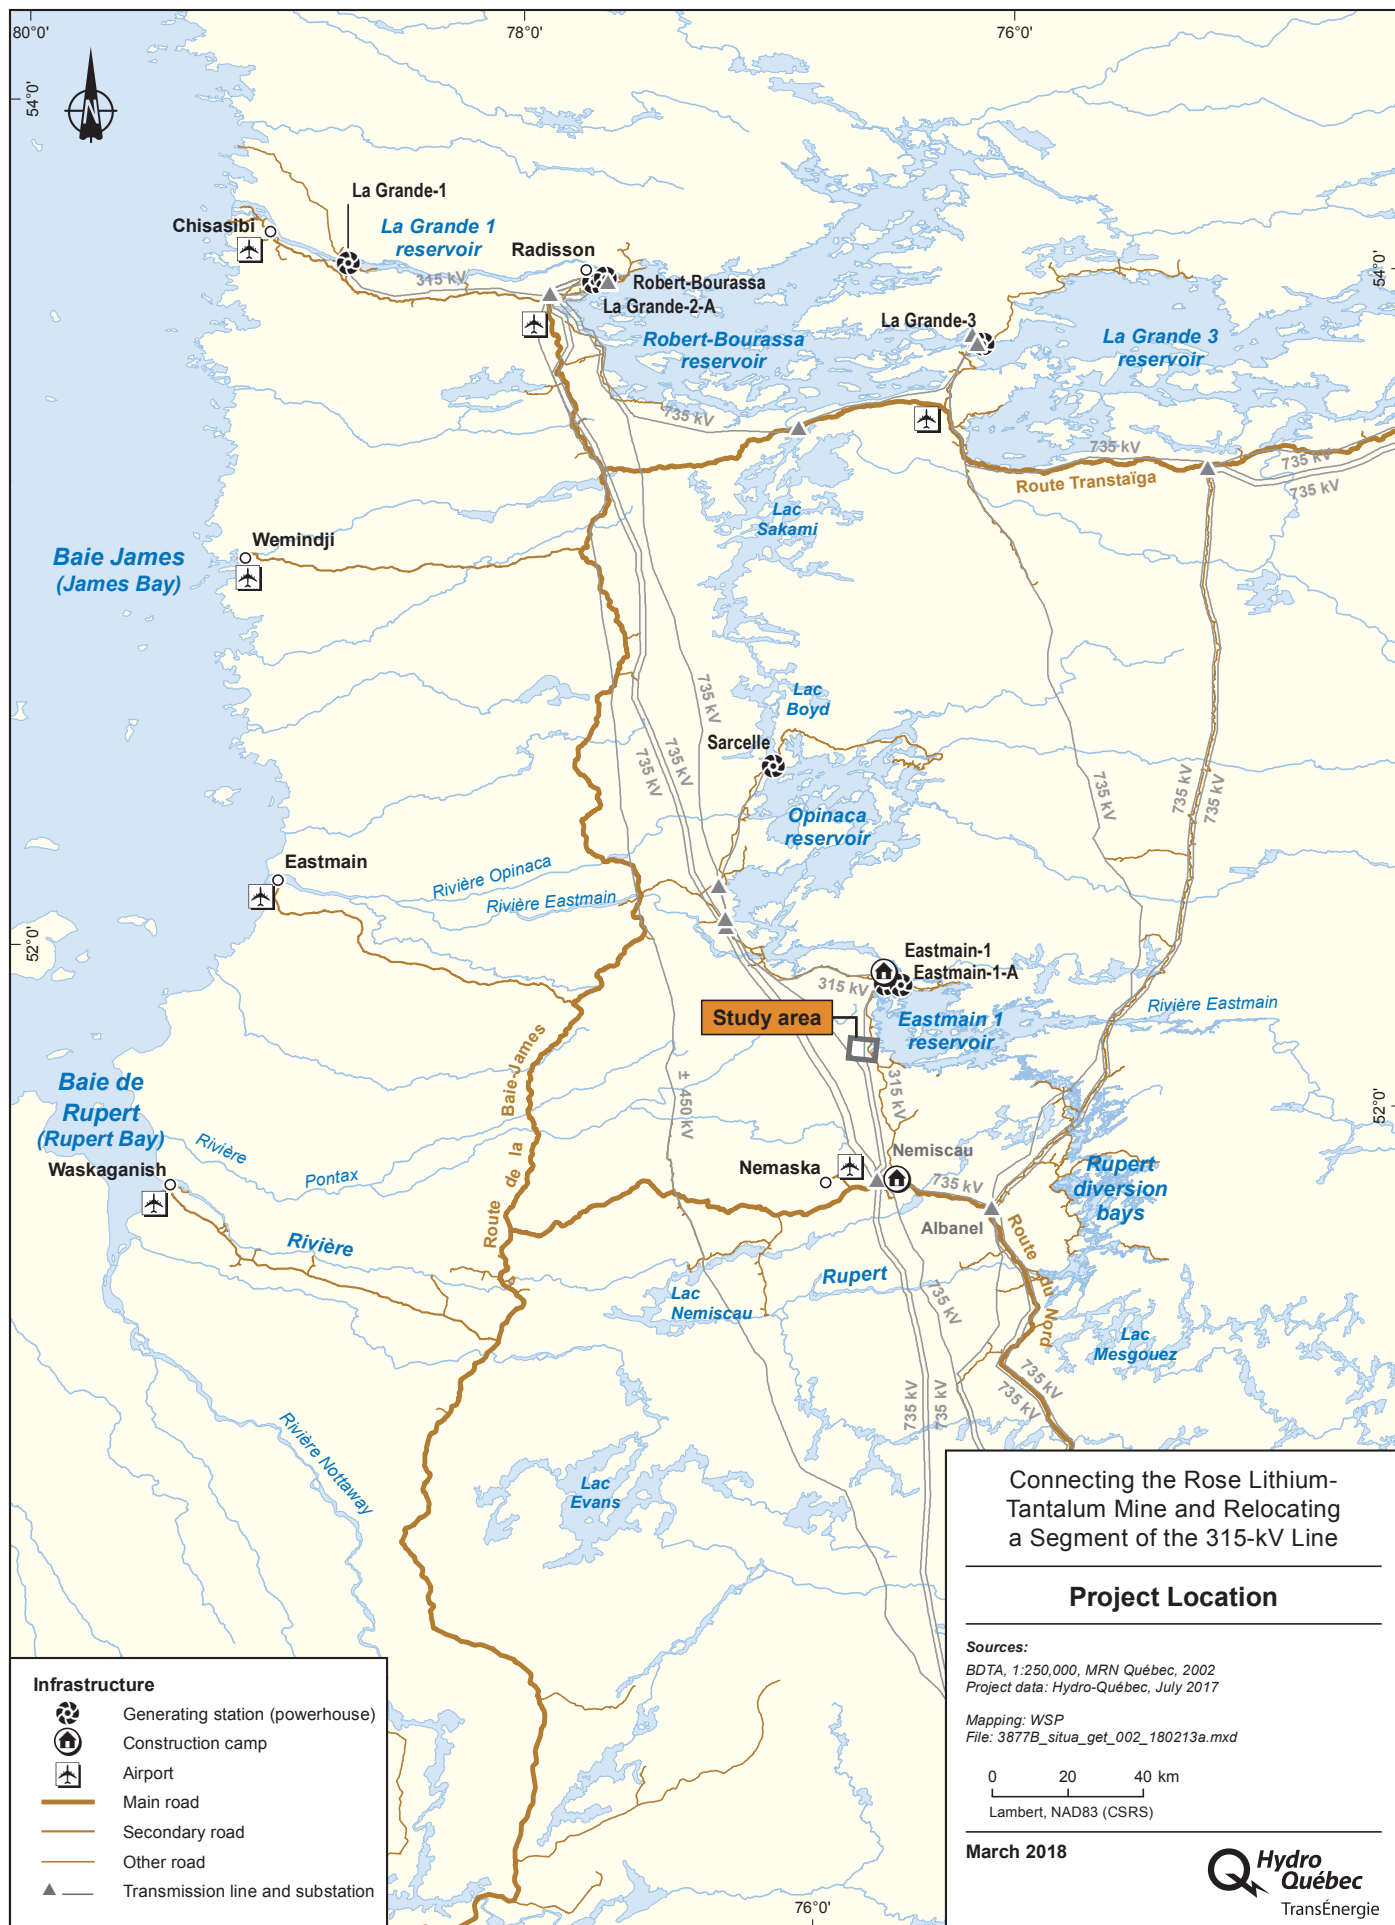 80°0'
78°0'
76°0'
54°0'
54°0'
La Grande-1
Chisasibi
La Grande 1
reservoir
Radisson
315 kV
Robert-Bourassa
La Grande-2-A
La Grande-3
Robert-Bourassa
reservoir
La Grande 3
reservoir
735 kV
735 kV
735 kV
735 kV
Route Transtaïga
Lac
Sakami
Wemindji
Baie James
(James Bay)
735 kV
Lac
Boyd
Sarcelle
735 kV
735 kV
735 kV
735 kV
735 kV
Opinaca
reservoir
Eastmain
Rivière Opinaca
Rivière Eastmain
52°0'
Eastmain-1
Eastmain-1-A
315 kV
Study area
Eastmain 1
reservoir
Rivière Eastmain
Route de la Baie-James
± 450 kV
315 kV
52°0'
Baie de
Rupert
(Rupert Bay)
Rivière
Pontax
Waskaganish
Nemiscau
Nemaska
735 kV
Albanel
Rupert
diversion
bays
Rivière
Rupert
Route du Nord
Lac
Nemiscau
735 kV
Lac
Mesgouez
735 kV
735 kV
735 kV
735 kV
Rivière Nottaway
Lac
Evans
Connecting the Rose Lithium-
Tantalum Mine and Relocating
a Segment of the 315-kV Line
Project Location
Sources:
BDTA, 1:250,000, MRN Québec, 2002
Project data: Hydro-Québec, July 2017
Mapping: WSP
File: 3877B_situa_get_002_180213a.mxd
0 20 40 km
Lambert, NAD83 (CSRS)
March 2018
Hydro
Québec
TransÉnergie
Infrastructure
Generating station (powerhouse)
Construction camp
Airport
Main road
Secondary road
Other road
Transmission line and substation
76°0'
N